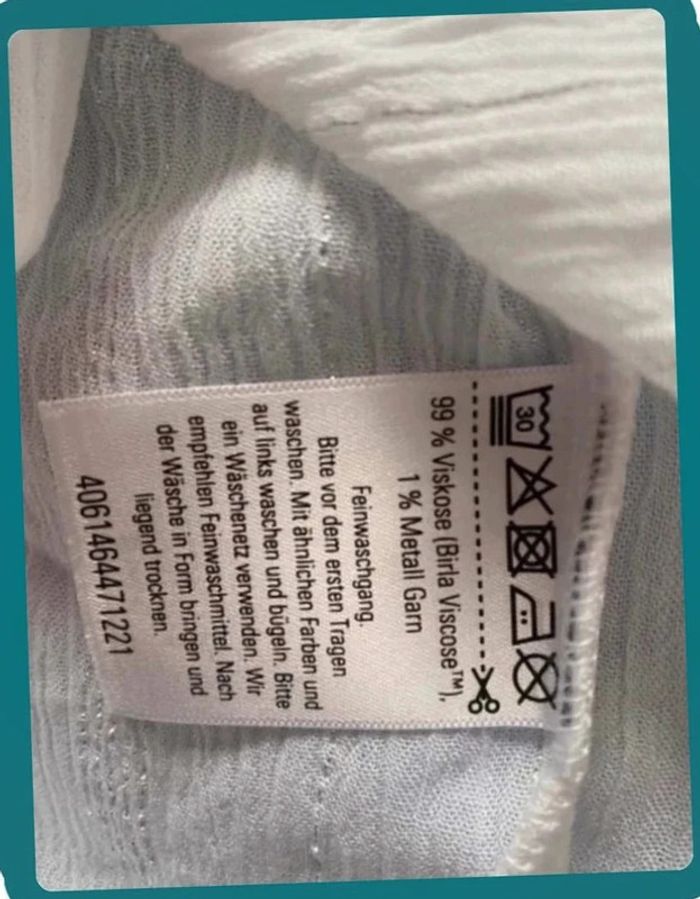 30
99 % Viskose (Birla Viscose™),
1 % Metall Garn
Feinwaschgang.
Bitte vor dem ersten Tragen
waschen. Mit ähnlichen Farben und
auf links waschen und bügeln. Bitte
ein Wäschenetz verwenden. Wir
empfehlen Feinwaschmittel. Nach
der Wäsche in Form bringen und
liegend trocknen.
4061464471221